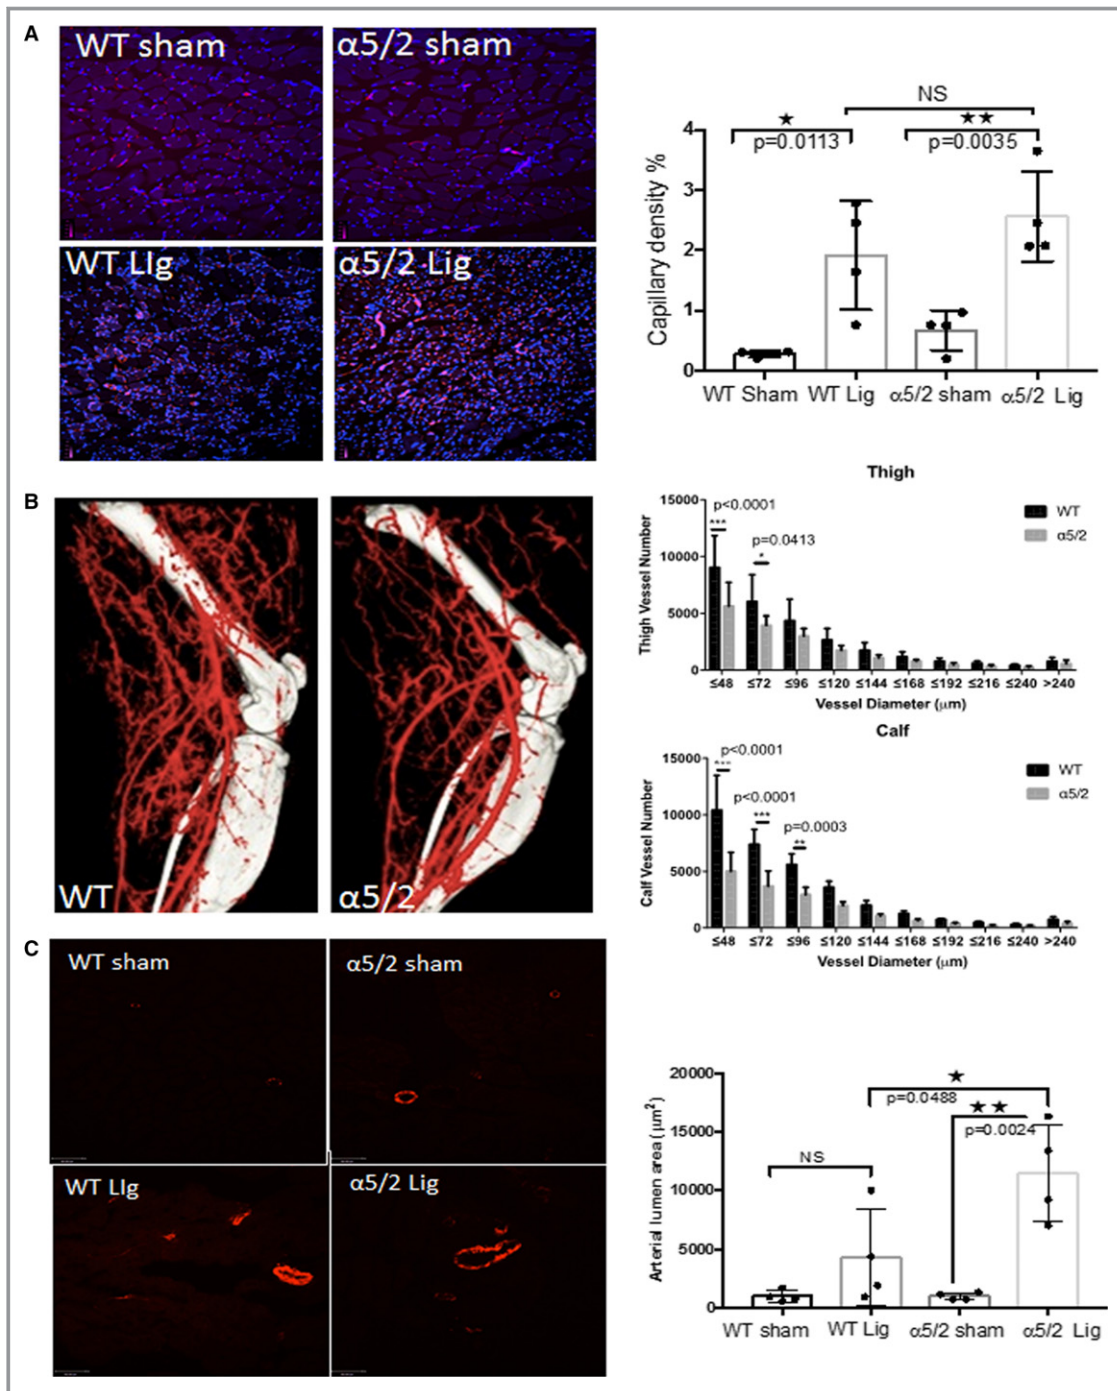 A
WT sham
α5/2 sham
WT LIg
α5/2 Lig
NS
★
★★
p=0.0113
p=0.0035
Capillary density %
4
3
2
1
0
WT Sham
WT Lig
α5/2 sham
α5/2 Lig
B
WT
α5/2
Thigh
Thigh Vessel Number
15000
10000
5000
0
p<0.0001
***
p=0.0413
*
WT
α5/2
≤48 ≤72 ≤96 ≤120 ≤144 ≤168 ≤192 ≤216 ≤240 >240
Vessel Diameter (μm)
Calf
Calf Vessel Number
15000
10000
5000
0
p<0.0001
***
p<0.0001
***
p=0.0003
**
WT
α5/2
≤48 ≤72 ≤96 ≤120 ≤144 ≤168 ≤192 ≤216 ≤240 >240
Vessel Diameter (μm)
C
WT sham
α5/2 sham
WT LIg
α5/2 Lig
Arterial lumen area (μm²)
20000
15000
10000
5000
0
★
p=0.0488
★★
p=0.0024
NS
WT sham
WT Lig
α5/2 sham
α5/2 Lig